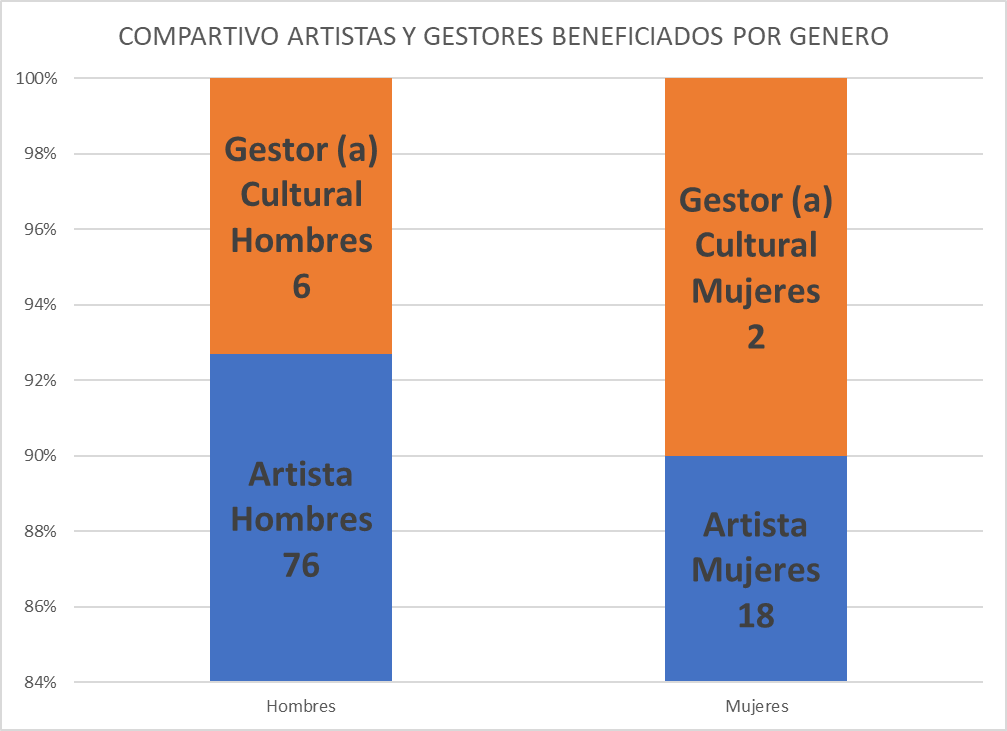 COMPARTIVO ARTISTAS Y GESTORES BENEFICIADOS POR GENERO
100%
98%
96%
94%
92%
90%
88%
86%
84%
Gestor (a)
Cultural
Hombres
6
Artista
Hombres
76
Gestor (a)
Cultural
Mujeres
2
Artista
Mujeres
18
Hombres
Mujeres